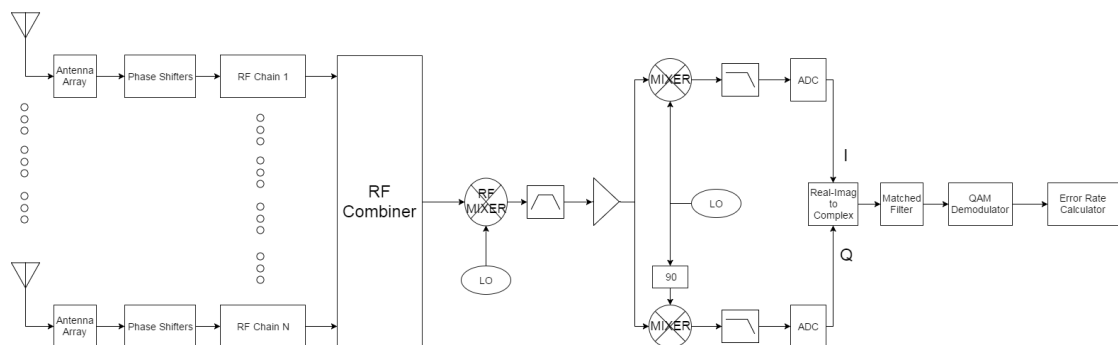 Antenna
Array
Phase Shifters
RF Chain 1
RF
Combiner
RF
MIXER
LO
MIXER
ADC
I
LO
90
Real-Imag
to
Complex
Matched
Filter
QAM
Demodulator
Error Rate
Calculator
Q
Antenna
Array
Phase Shifters
RF Chain N
MIXER
ADC